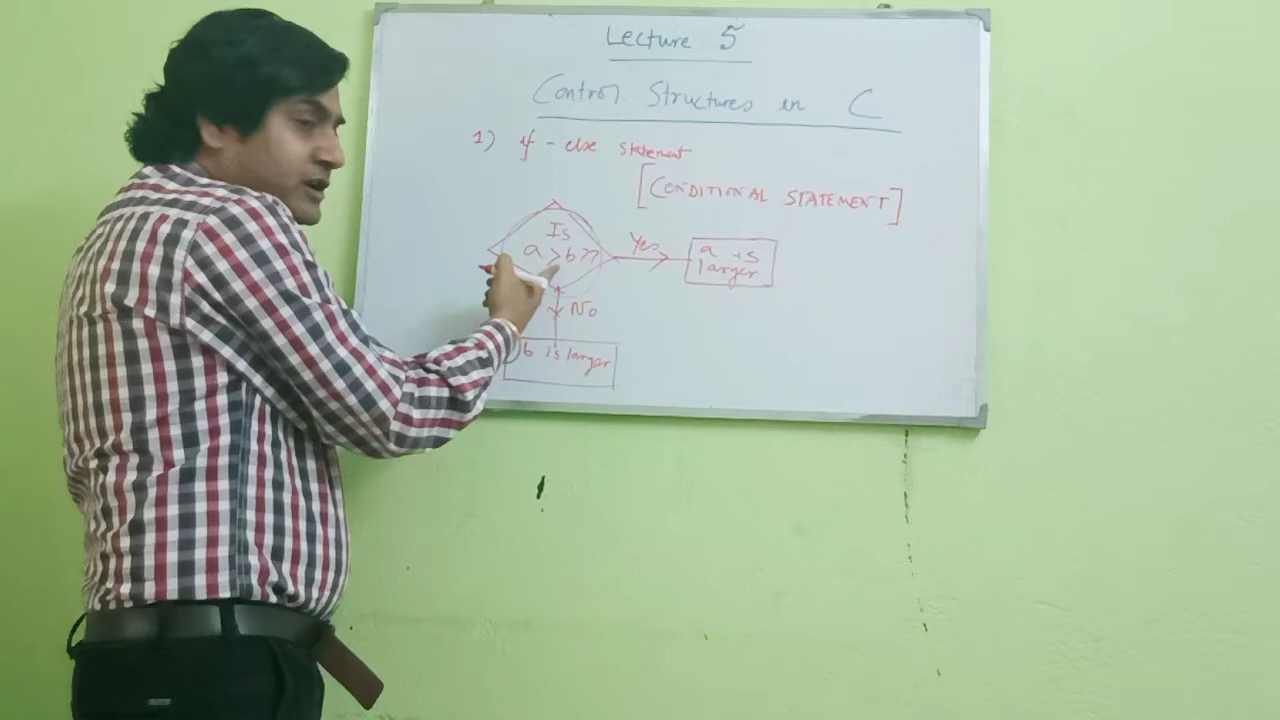 Lecture 5
Control Structures in C
1) if - else statement
[CONDITIONAL STATEMENT]
Is
a > b ??
Yes
a is
larger
No
b is larger